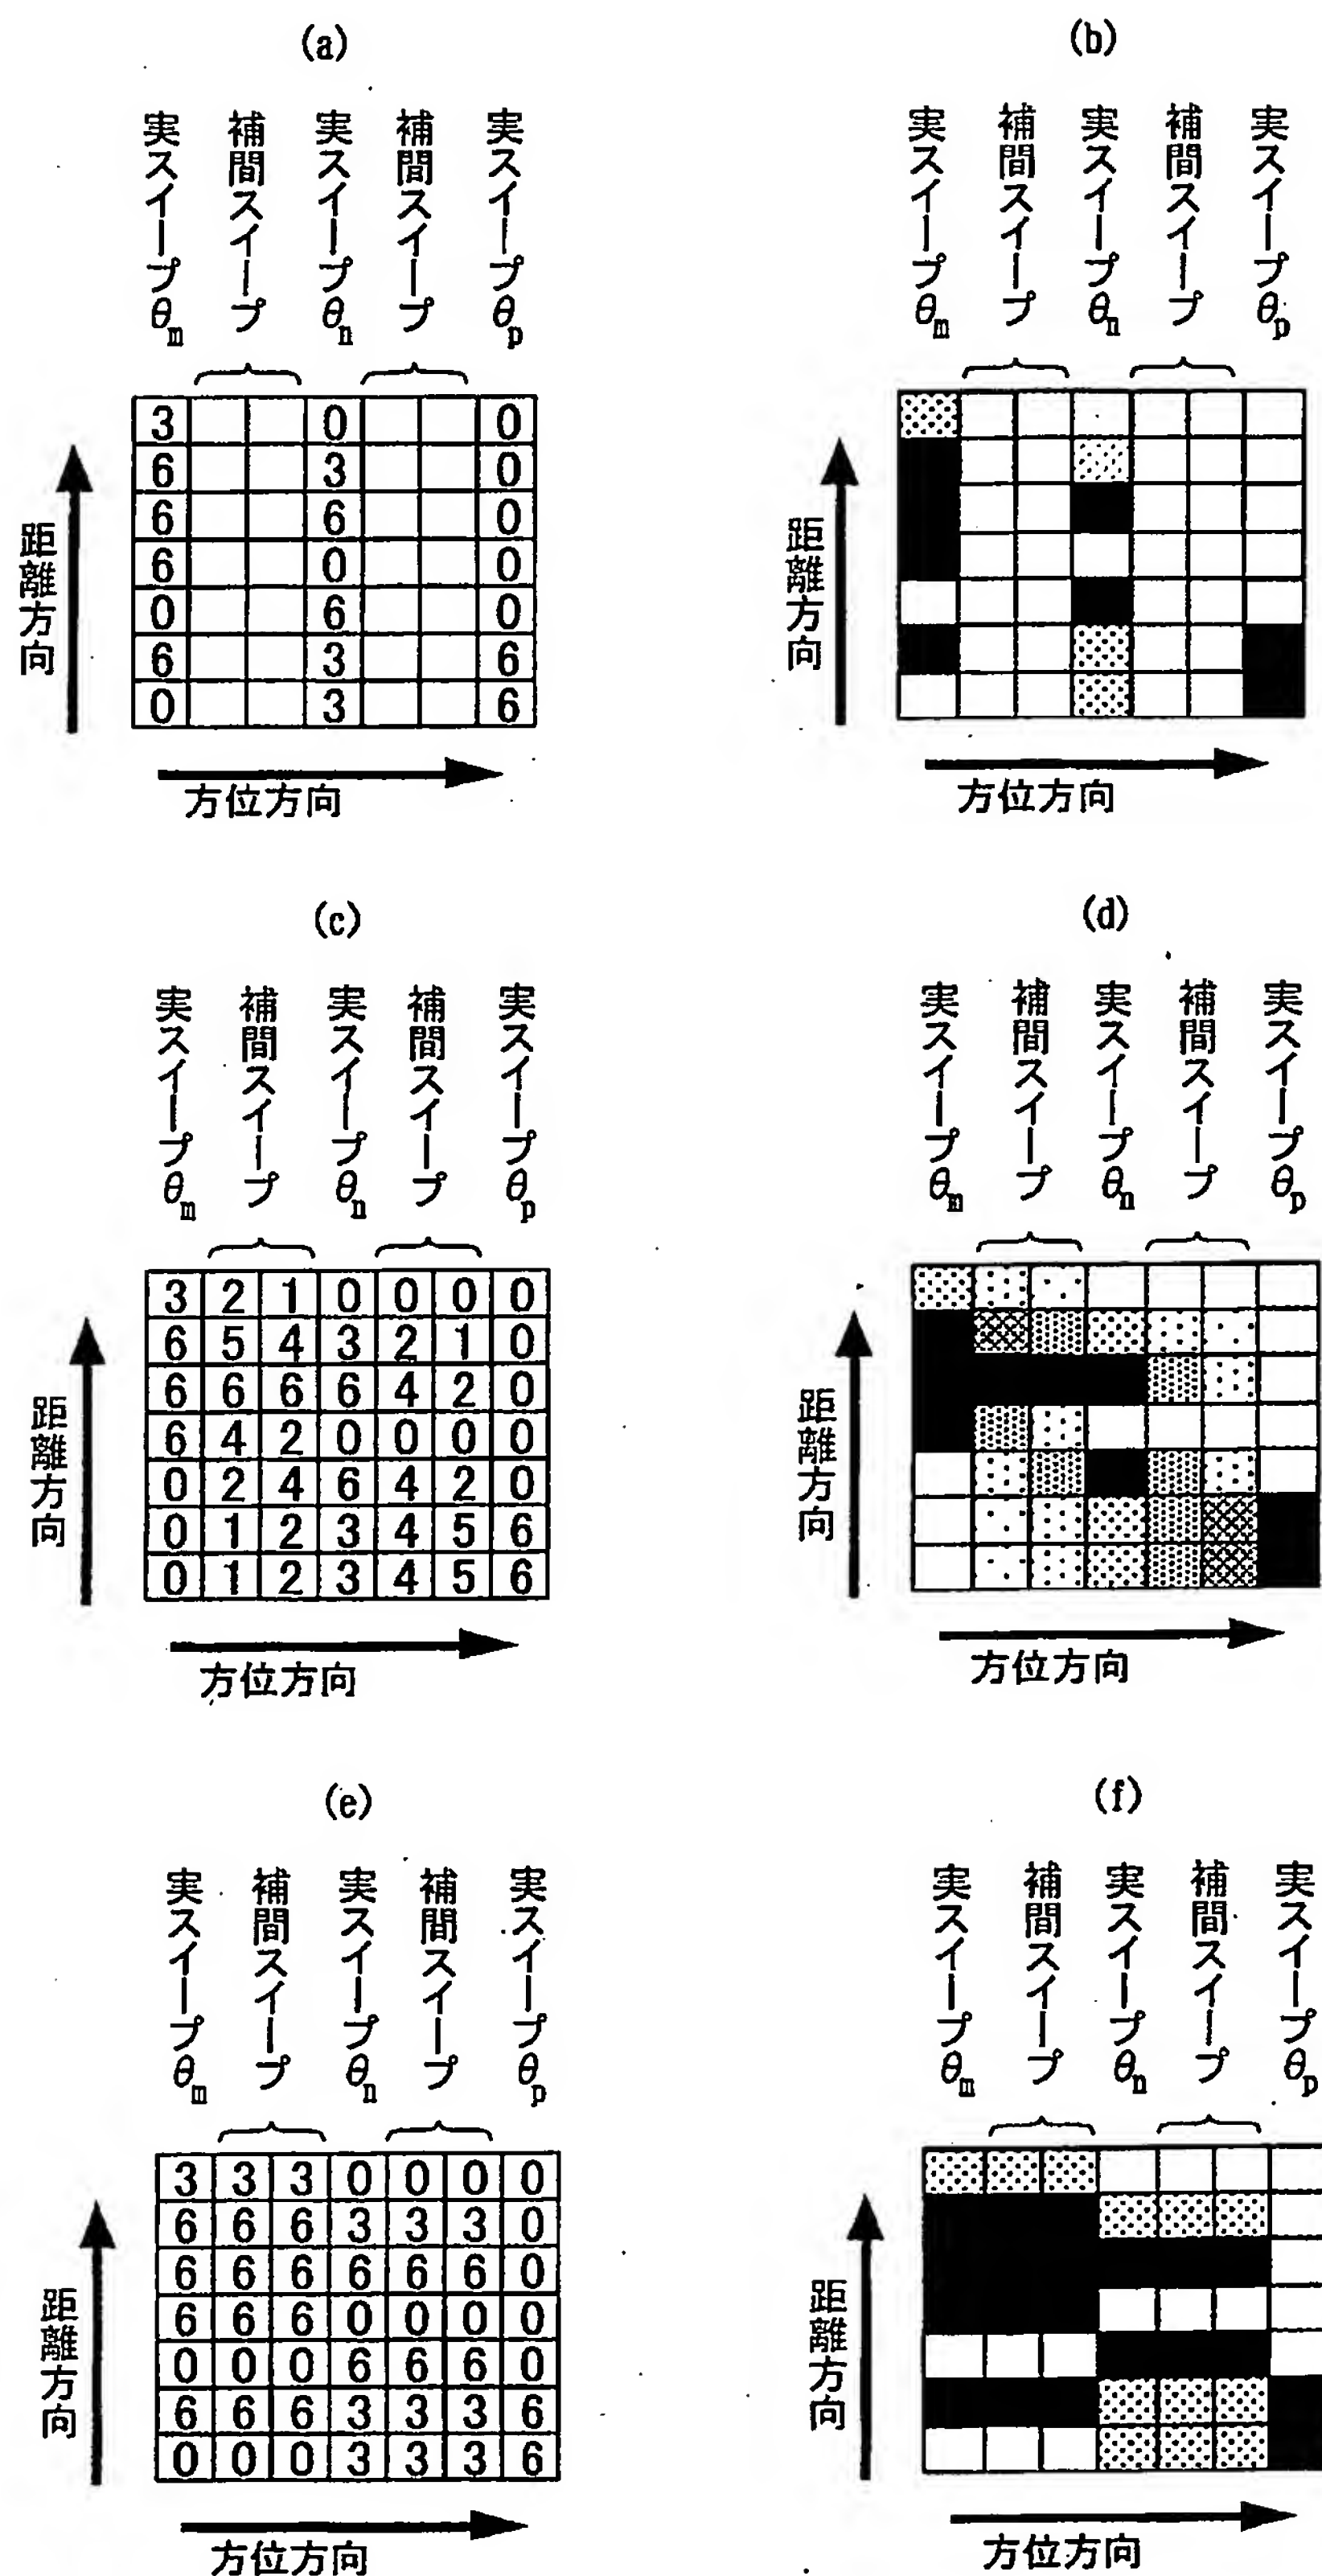 (a)
実スイープθm 補間スイープ 実スイープθn 補間スイープ 実スイープθp
3 0 0
6 3 0
6 6 0
6 0 0
0 6 0
6 3 6
0 3 6
距離方向
方位方向
(b)
実スイープθm 補間スイープ 実スイープθn 補間スイープ 実スイープθp
距離方向
方位方向
(c)
実スイープθm 補間スイープ 実スイープθn 補間スイープ 実スイープθp
3 2 1 0 0 0 0
6 5 4 3 2 1 0
6 6 6 6 4 2 0
6 4 2 0 0 0 0
0 2 4 6 4 2 0
0 1 2 3 4 5 6
0 1 2 3 4 5 6
距離方向
方位方向
(d)
実スイープθm 補間スイープ 実スイープθn 補間スイープ 実スイープθp
距離方向
方位方向
(e)
実スイープθm 補間スイープ 実スイープθn 補間スイープ 実スイープθp
3 3 3 0 0 0 0
6 6 6 3 3 3 0
6 6 6 6 6 6 0
6 6 6 0 0 0 0
0 0 0 6 6 6 0
6 6 6 3 3 3 6
0 0 0 3 3 3 6
距離方向
方位方向
(f)
実スイープθm 補間スイープ 実スイープθn 補間スイープ 実スイープθp
距離方向
方位方向